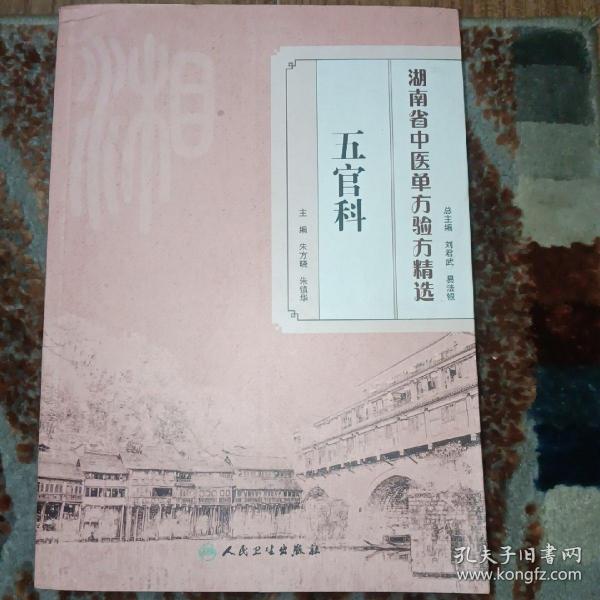 湘
湖南省中医单方验方精选
总主编 刘君武 易法银
五官科
主编 朱方晓 朱镇华
人民卫生出版社
孔夫子旧书网
www.kongfz.com